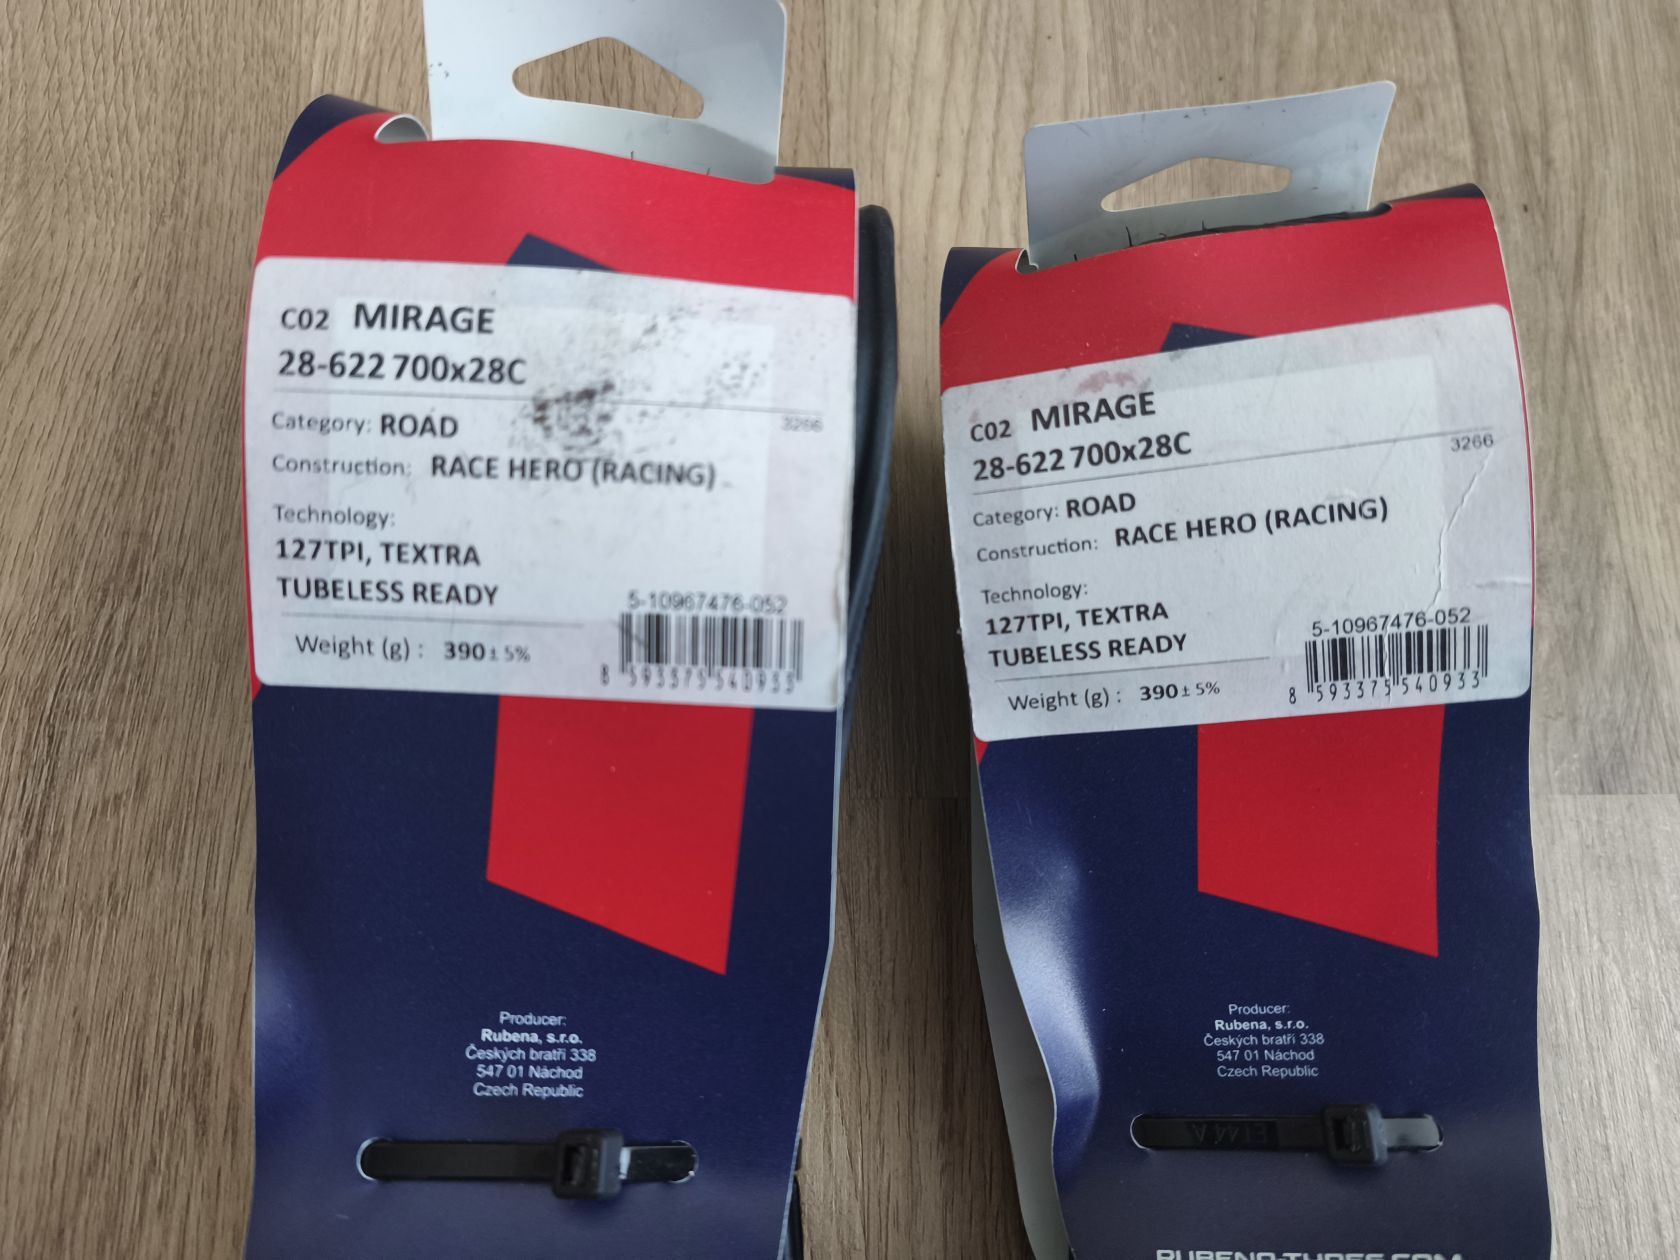 C02 MIRAGE
28-622 700x28C
3266
Category: ROAD
Construction: RACE HERO (RACING)
Technology:
127TPI, TEXTRA
TUBELESS READY
5-10967476-052
Weight (g) : 390 ± 5%
8 593375 540933
Producer:
Rubena, s.r.o.
Českých bratří 338
547 01 Náchod
Czech Republic
C02 MIRAGE
28-622 700x28C
3266
Category: ROAD
Construction: RACE HERO (RACING)
Technology:
127TPI, TEXTRA
TUBELESS READY
5-10967476-052
Weight (g) : 390 ± 5%
8 593375 540933
Producer:
Rubena, s.r.o.
Českých bratří 338
547 01 Náchod
Czech Republic